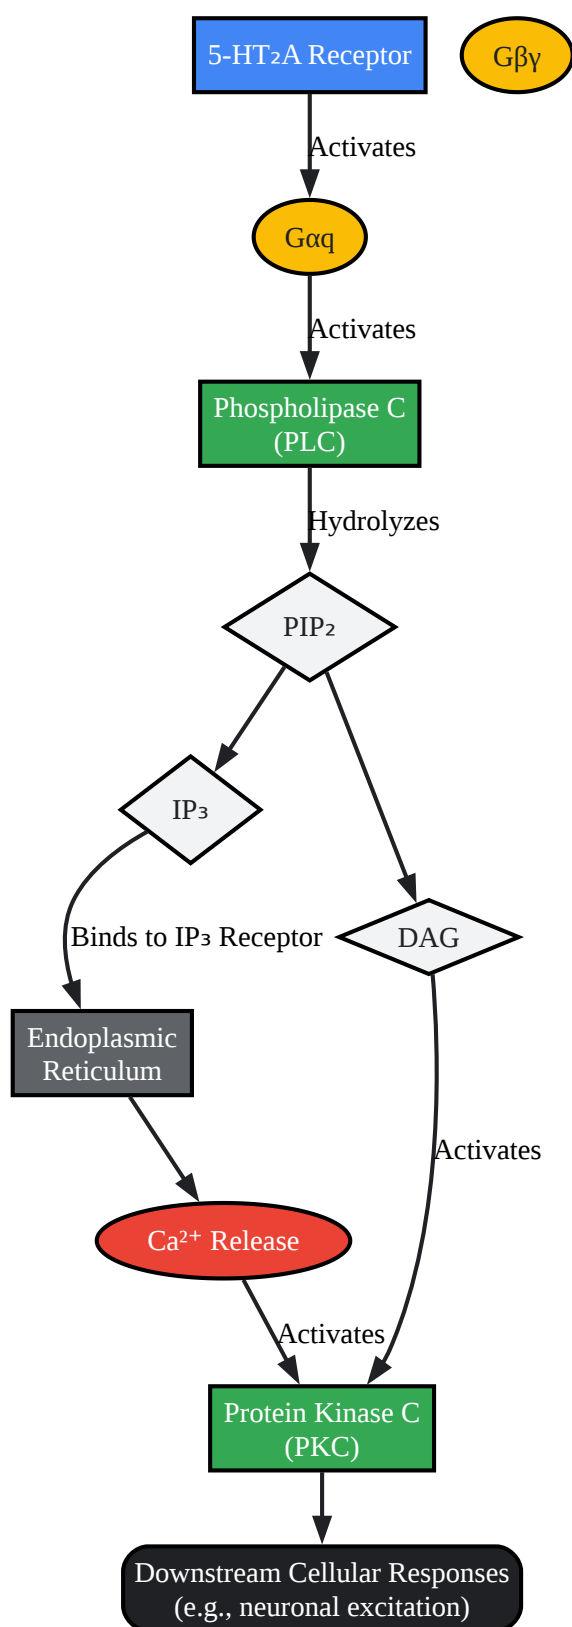 5-HT₂A Receptor
Gβγ
Activates
Gαq
Activates
Phospholipase C
(PLC)
Hydrolyzes
PIP₂
IP₃
Binds to IP₃ Receptor
DAG
Endoplasmic
Reticulum
Activates
Ca²⁺ Release
Activates
Protein Kinase C
(PKC)
Downstream Cellular Responses
(e.g., neuronal excitation)